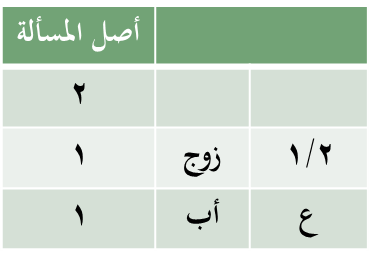 أصل المسألة
٢
١/٢ زوج ١
ع أب ١